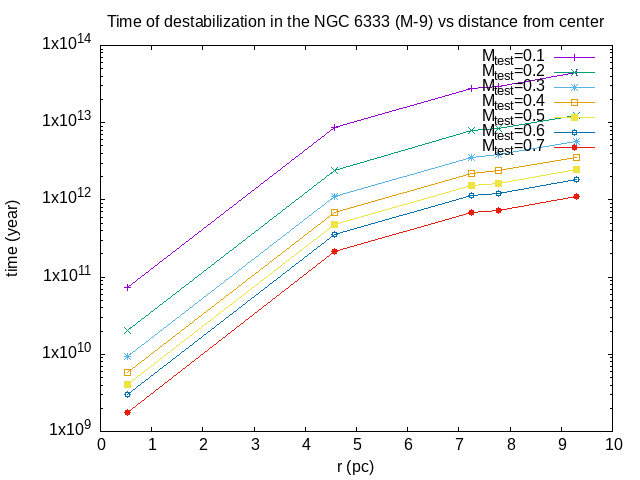 Time of destabilization in the NGC 6333 (M-9) vs distance from center
1x10^14
1x10^13
1x10^12
1x10^11
1x10^10
1x10^9
time (year)
M_test=0.1
M_test=0.2
M_test=0.3
M_test=0.4
M_test=0.5
M_test=0.6
M_test=0.7
0 1 2 3 4 5 6 7 8 9 10
r (pc)